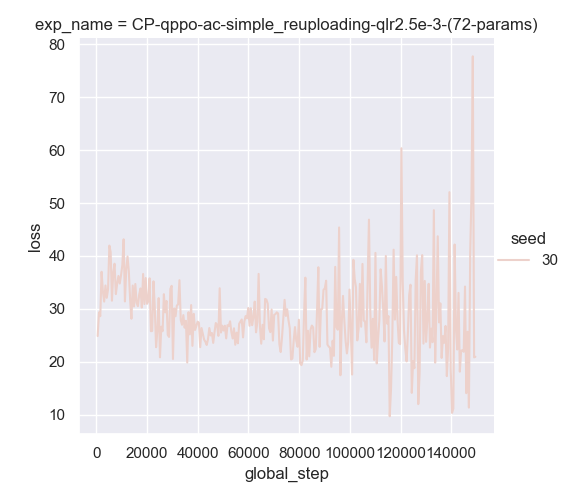 exp_name = CP-qppo-ac-simple_reuploading-qlr2.5e-3-(72-params)
80
70
60
50
40
30
20
10
loss
0 20000 40000 60000 80000 100000 120000 140000
global_step
seed
30